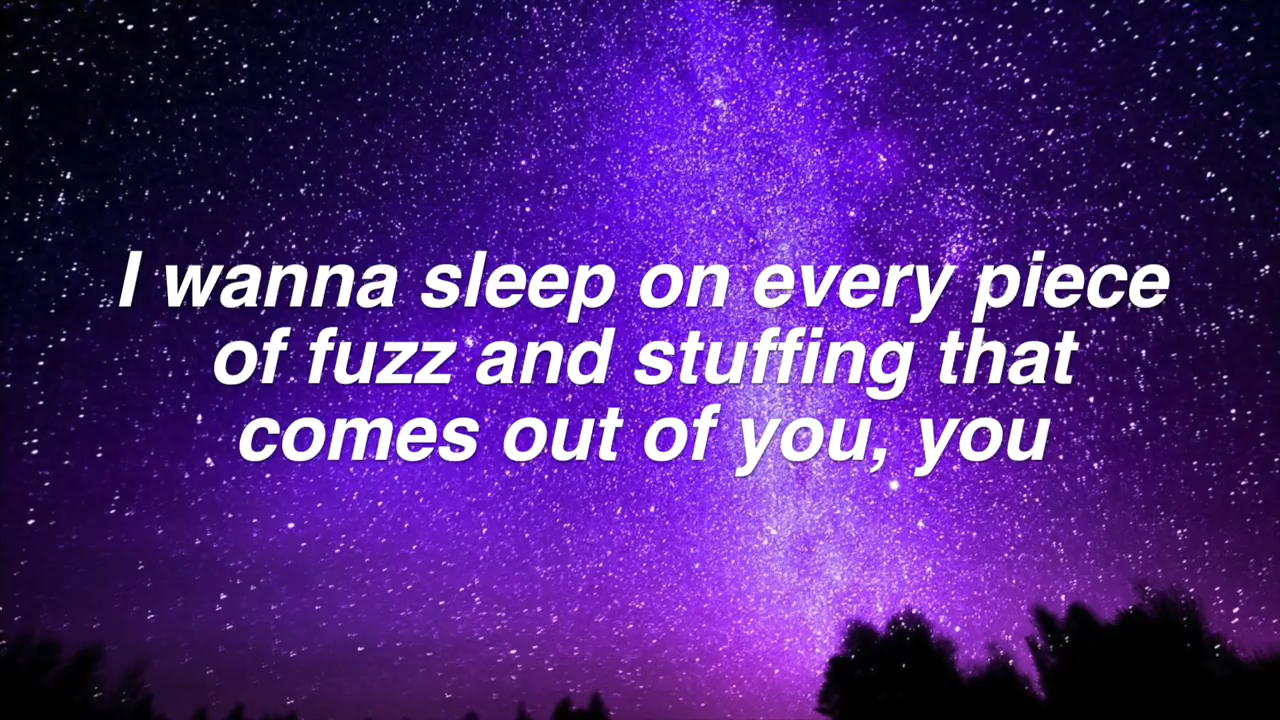 I wanna sleep on every piece
of fuzz and stuffing that
comes out of you, you